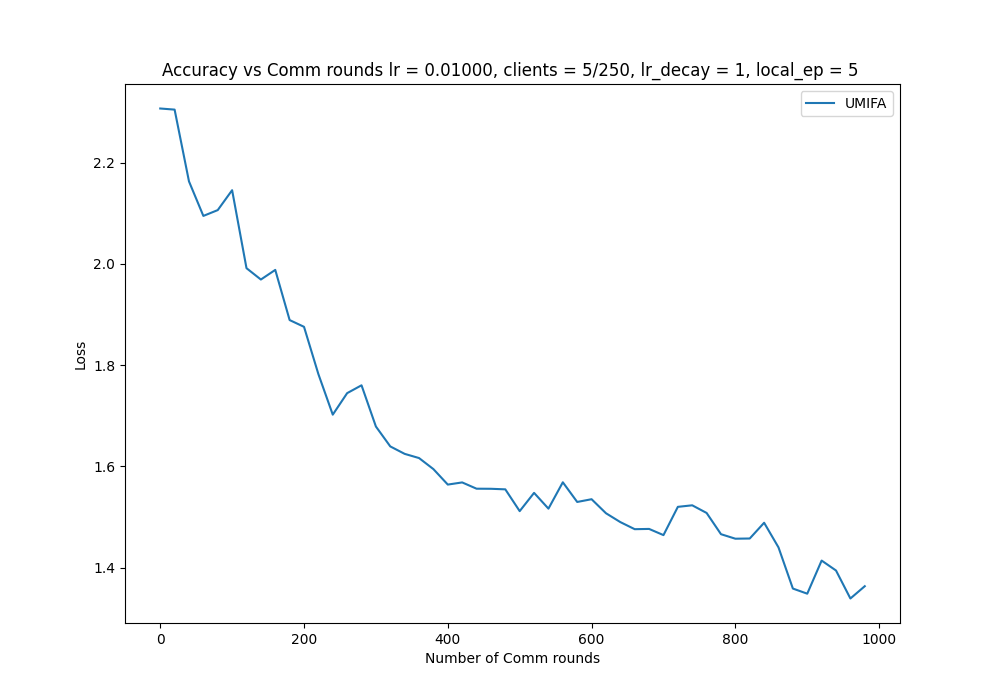 Accuracy vs Comm rounds lr = 0.01000, clients = 5/250, lr_decay = 1, local_ep = 5
UMIFA
2.2
2.0
1.8
1.6
1.4
Loss
0 200 400 600 800 1000
Number of Comm rounds